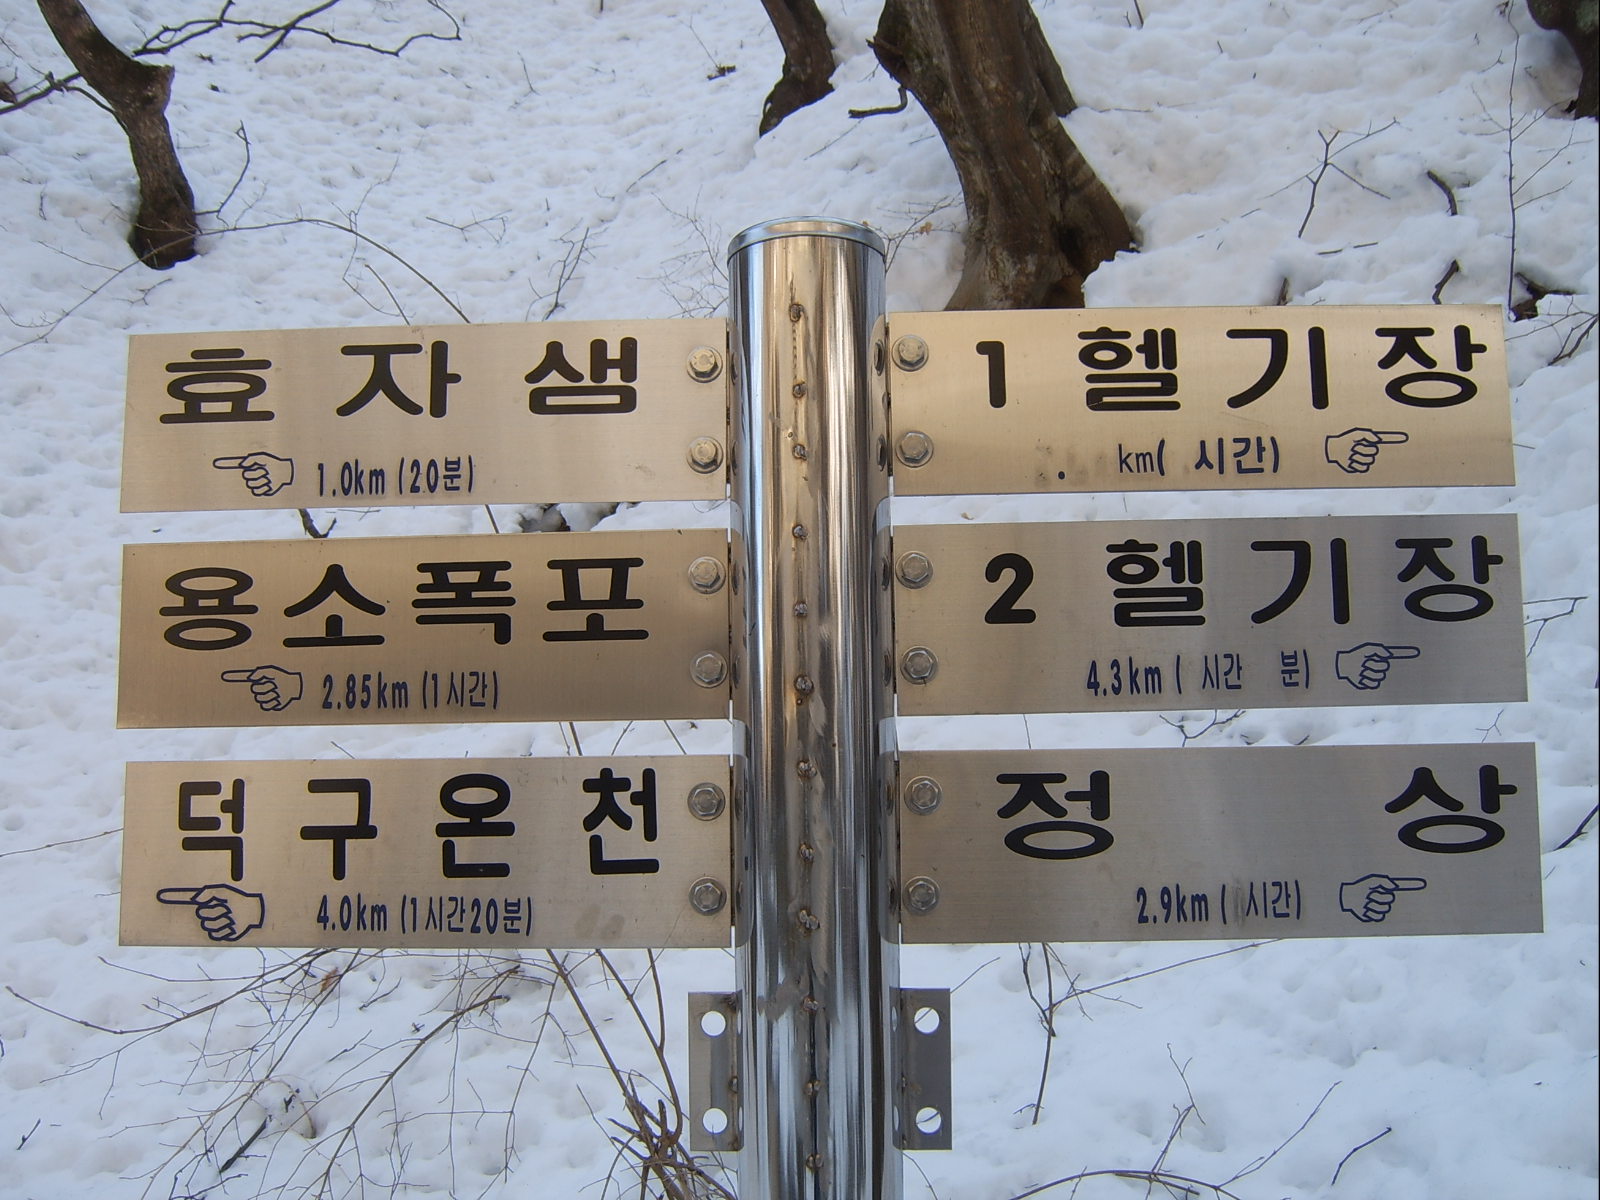 효자샘
1.0km (20분)
용소폭포
2.85km (1시간)
덕구온천
4.0km (1시간20분)
1 헬기장
. km( 시간)
2 헬기장
4.3km ( 시간 분)
정상
2.9km ( 시간)